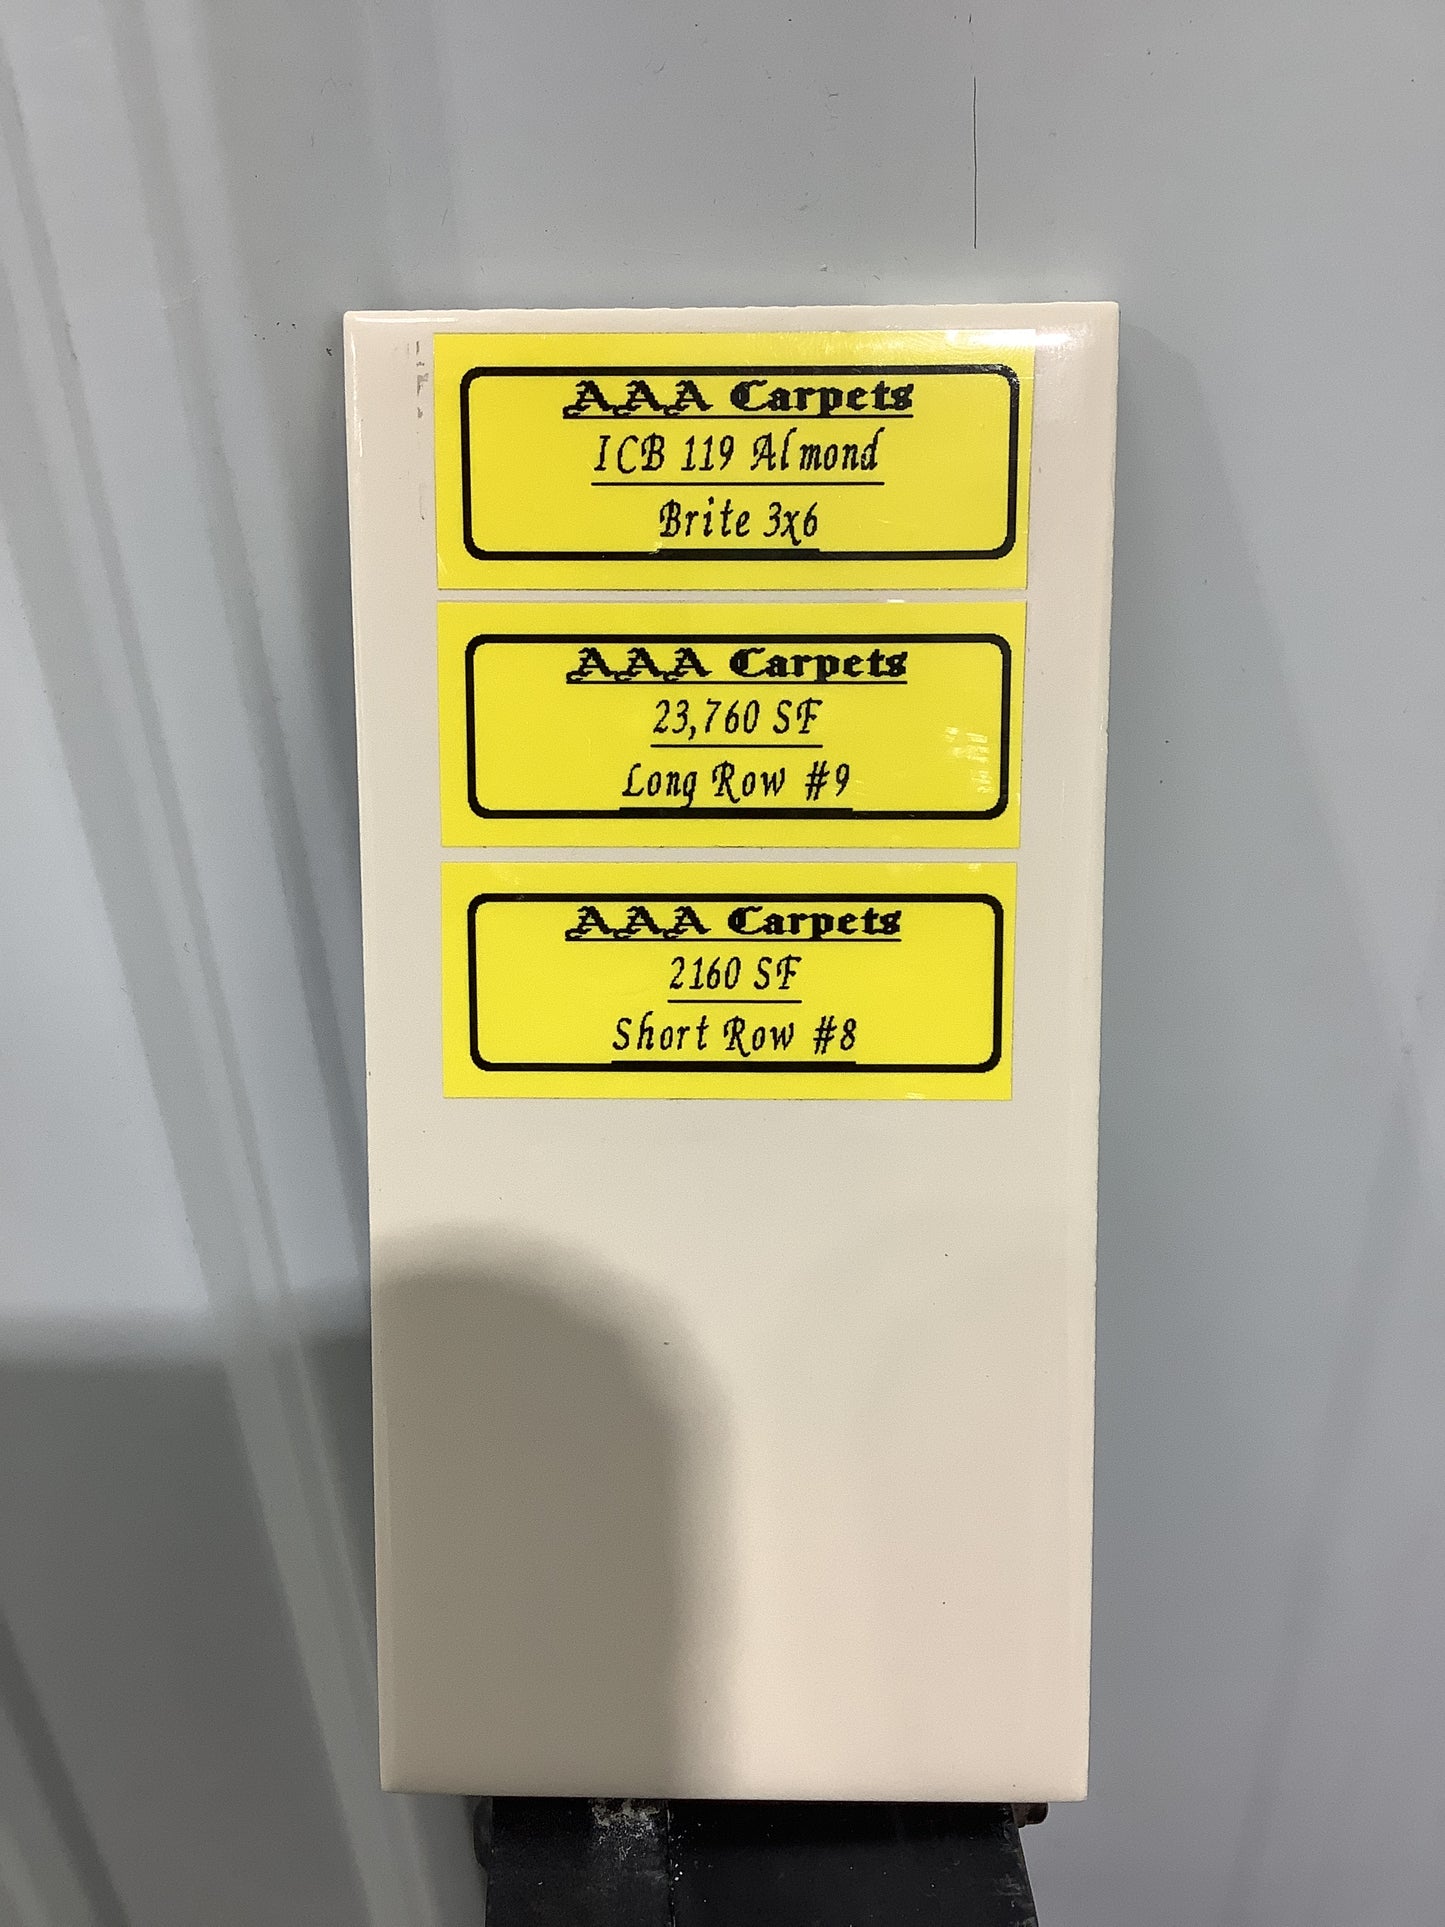 AAA Carpets
ICB 119 Almond
Brite 3x6
AAA Carpets
23,760 SF
Long Row #9
AAA Carpets
2160 SF
Short Row #8